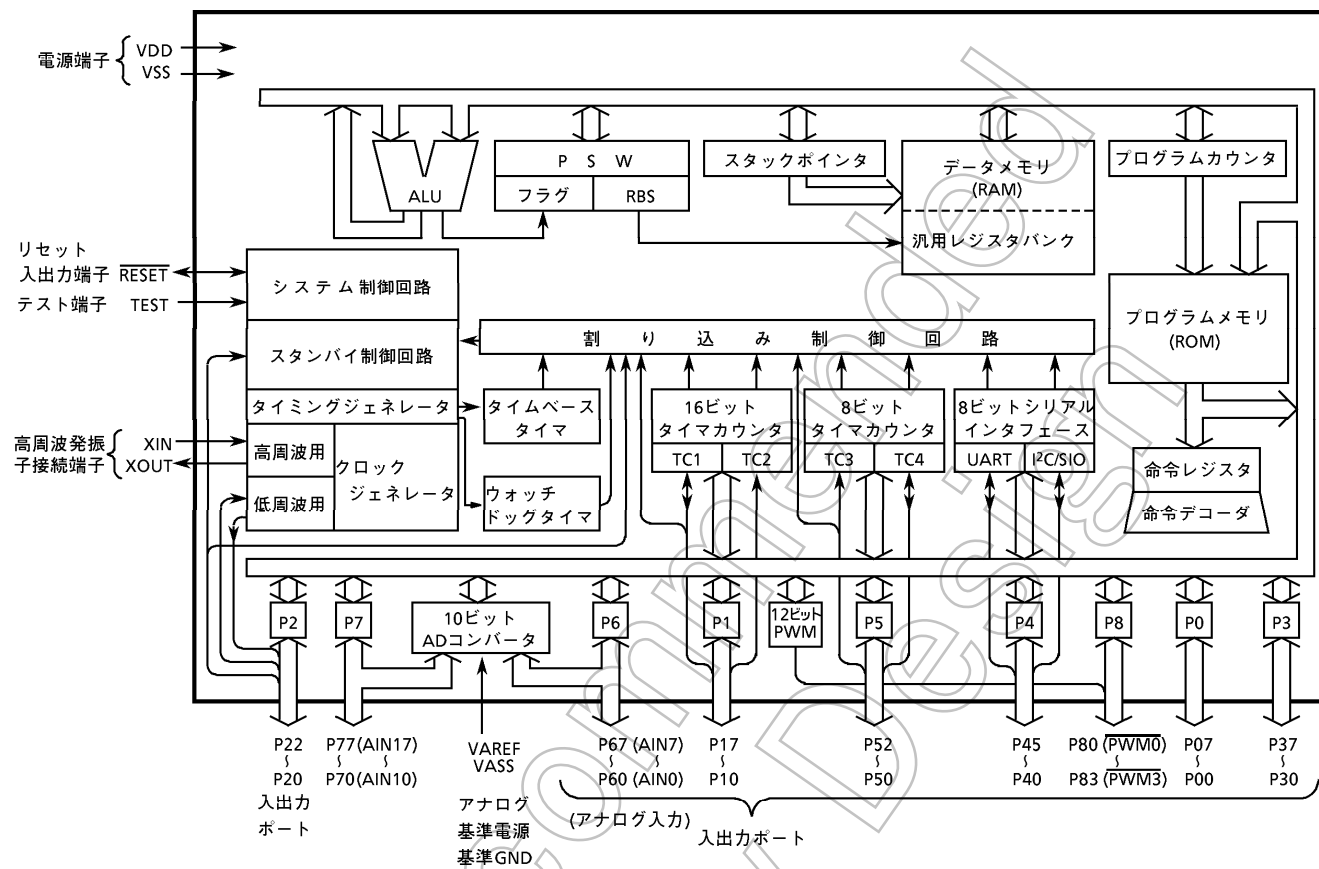 電源端子
VDD
VSS
P S W
フラグ
RBS
ALU
スタックポインタ
データメモリ
(RAM)
汎用レジスタバンク
プログラムカウンタ
リセット
入出力端子 RESET
テスト端子 TEST
システム制御回路
スタンバイ制御回路
タイミングジェネレータ
高周波用
低周波用
クロック
ジェネレータ
高周波発振
子接続端子
XIN
XOUT
割り込み制御回路
タイムベース
タイマ
ウォッチ
ドッグタイマ
16ビット
タイマカウンタ
TC1
TC2
8ビット
タイマカウンタ
TC3
TC4
8ビットシリアル
インタフェース
UART
I²C/SIO
プログラムメモリ
(ROM)
命令レジスタ
命令デコーダ
P2
P7
10ビット
ADコンバータ
P6
P1
12ビット
PWM
P5
P4
P8
P0
P3
P22
~
P20
入出力
ポート
P77 (AIN17)
~ ~
P70 (AIN10)
VAREF
VASS
アナログ
基準電源
基準GND
P67 (AIN7)
~ ~
P60 (AIN0)
(アナログ入力)
P17
~
P10
P52
~
P50
P45
~
P40
P80 (PWM0)
~ ~
P83 (PWM3)
P07
~
P00
P37
~
P30
入出力ポート
commended
Design